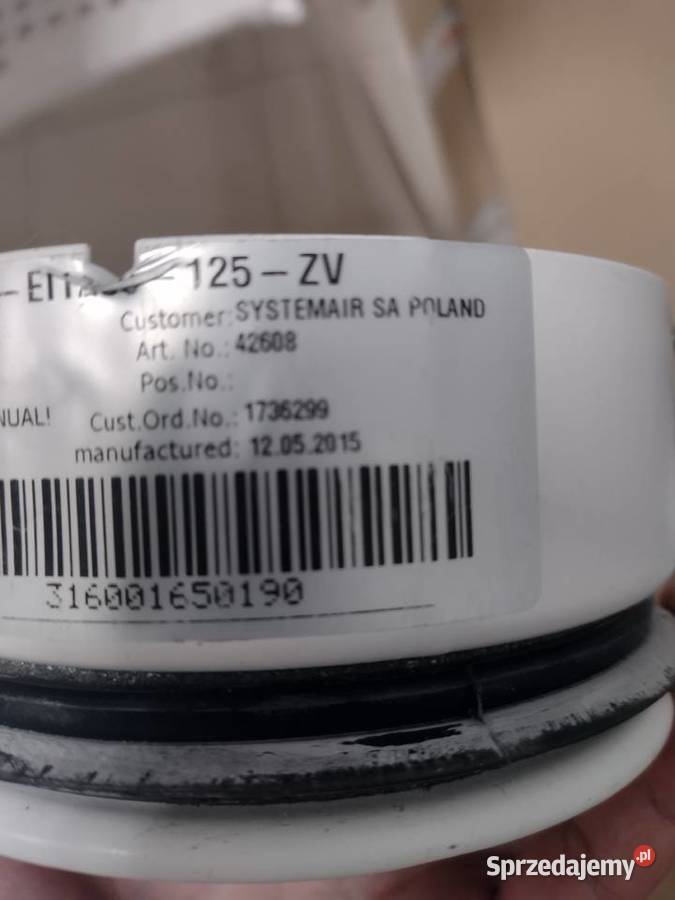 -125-ZV
Customer: SYSTEMAIR SA POLAND
Art. No.: 42608
Pos.No.:
NUAL! Cust.Ord.No.: 1736299
manufactured: 12.05.2015
316001650190
Sprzedajemy.pl